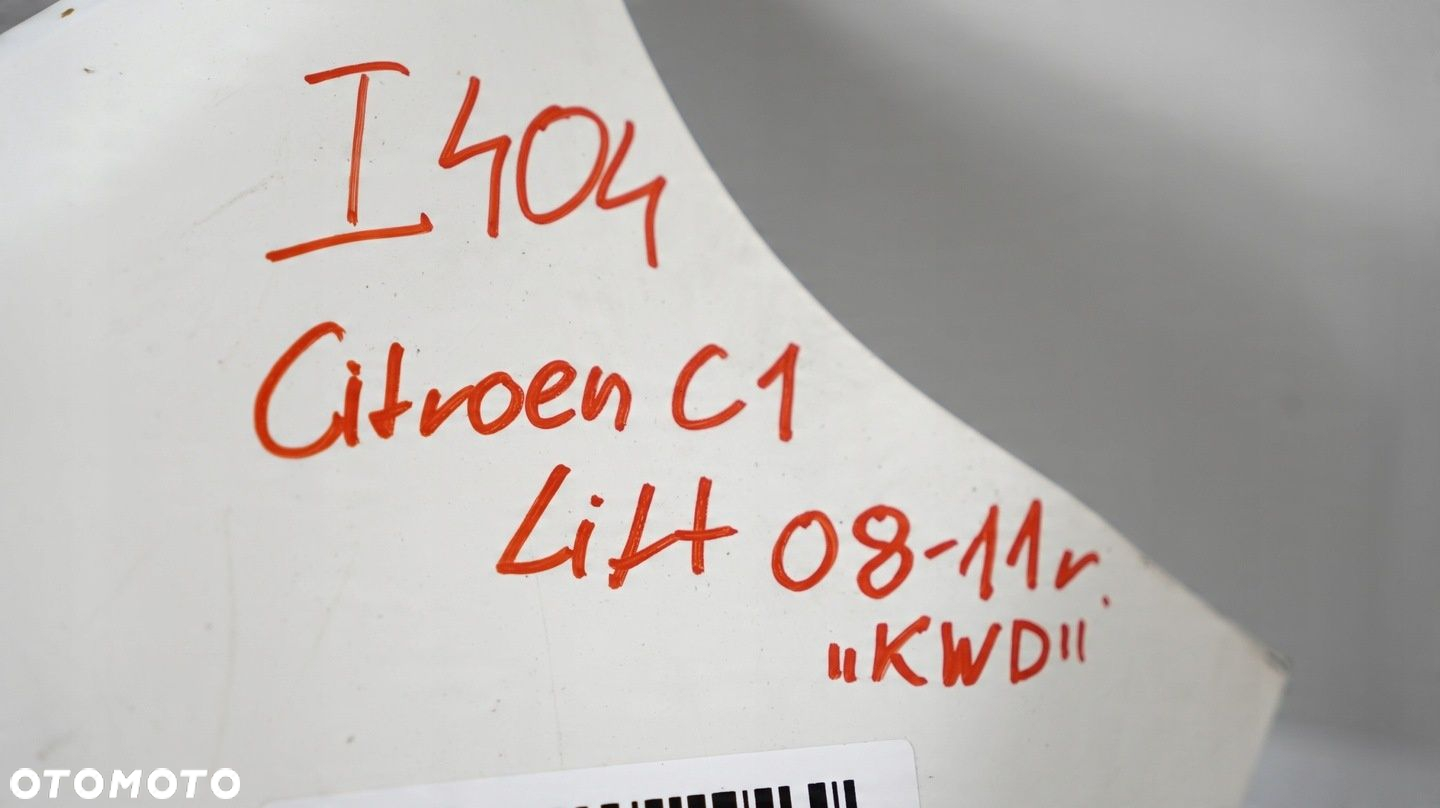 I404
Citroen C1
Lift 08-11r.
„KWD"
OTOMOTO